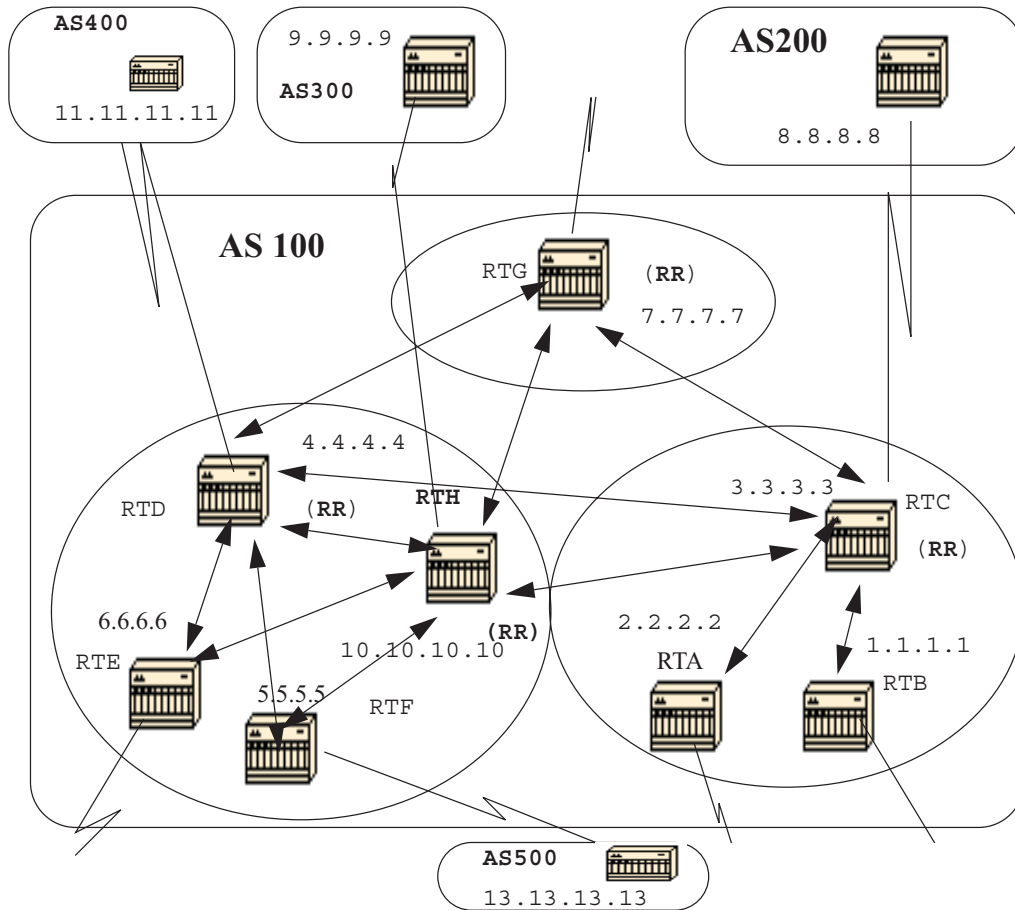 AS400
11.11.11.11
9.9.9.9
AS300
AS200
8.8.8.8
AS 100
RTG
(RR)
7.7.7.7
4.4.4.4
RTD
(RR)
RTH
3.3.3.3
RTC
(RR)
6.6.6.6
RTE
(RR)
10.10.10.10
5.5.5.5
RTF
2.2.2.2
RTA
1.1.1.1
RTB
AS500
13.13.13.13